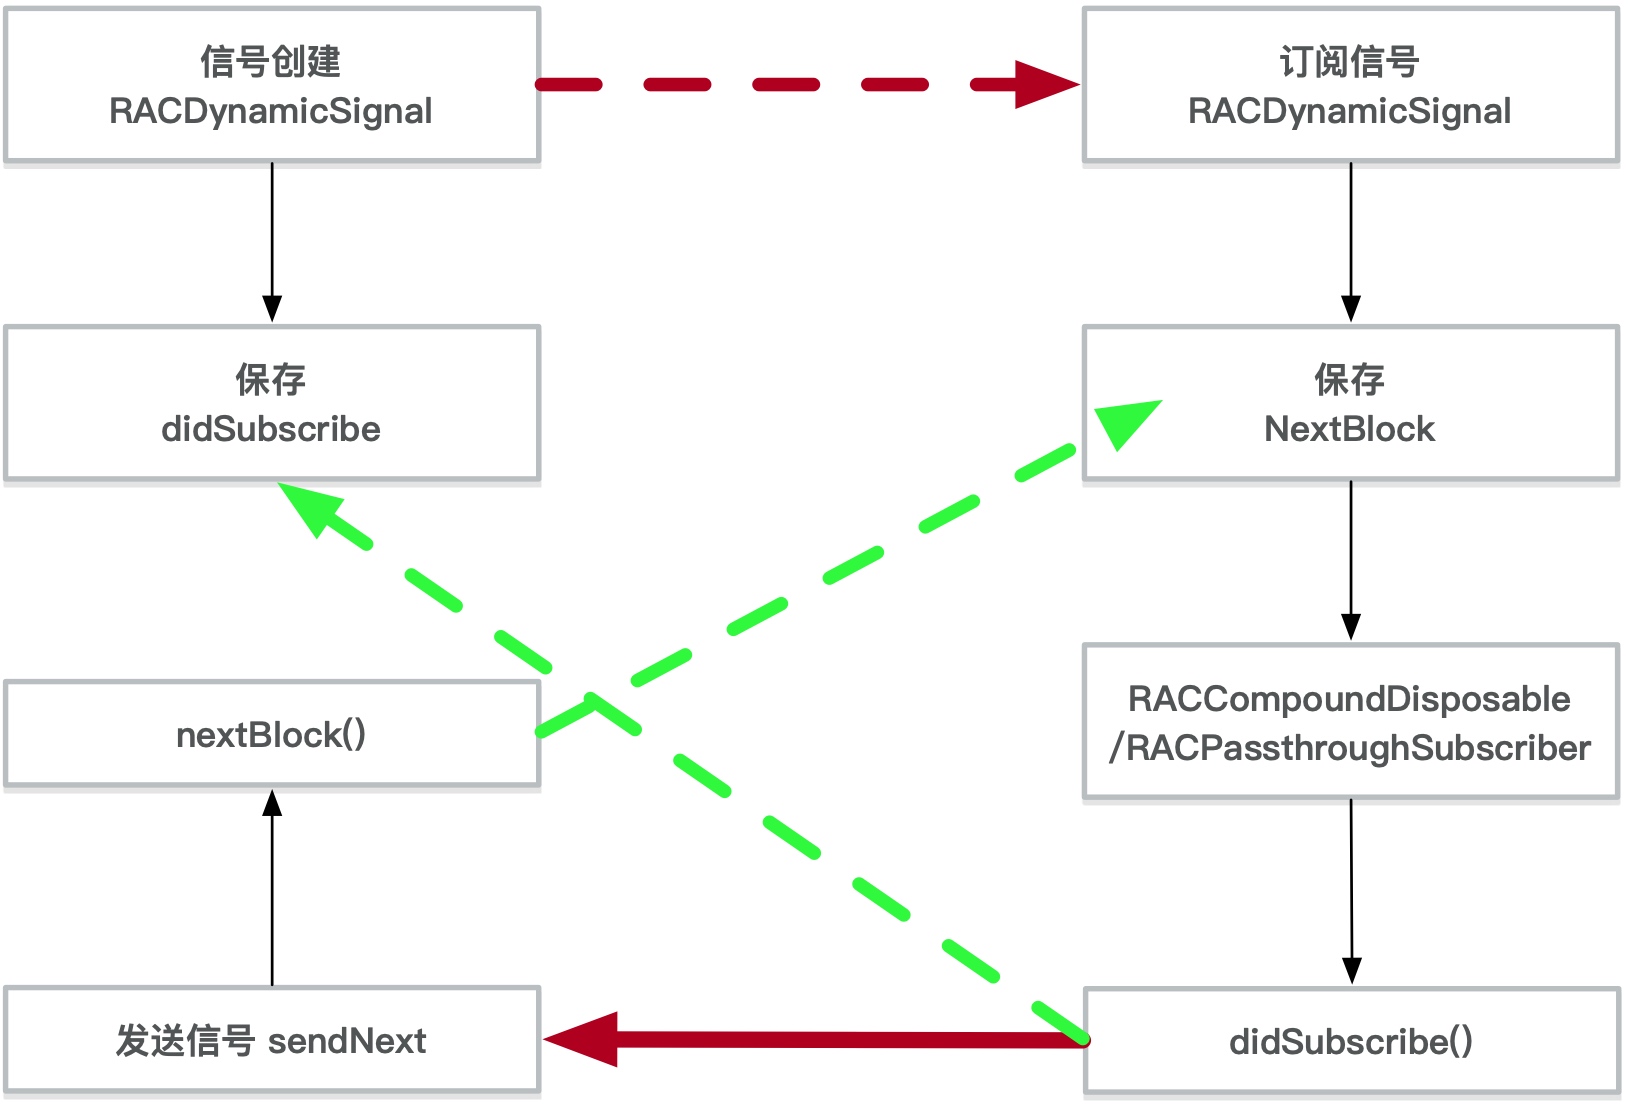 信号创建
RACDynamicSignal
订阅信号
RACDynamicSignal
保存
didSubscribe
保存
NextBlock
nextBlock()
RACCompoundDisposable
/RACPassthroughSubscriber
发送信号 sendNext
didSubscribe()